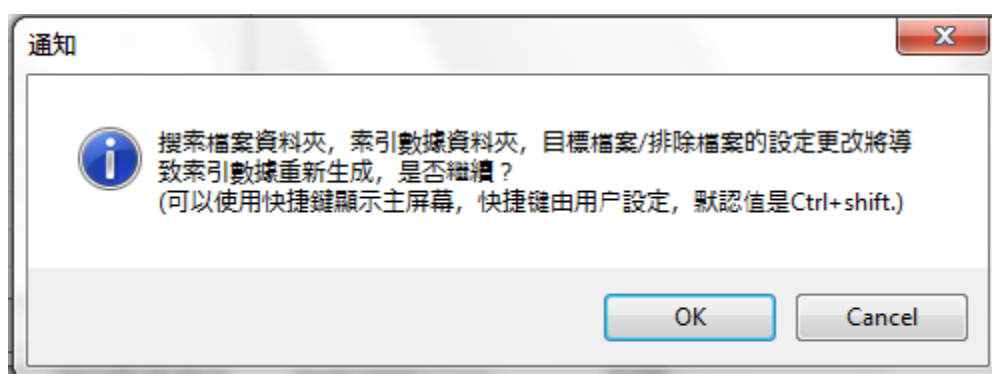 通知
搜索檔案資料夾，索引數據資料夾，目標檔案/排除檔案的設定更改將導
致索引數據重新生成，是否繼續？
(可以使用快捷鍵顯示主屏幕，快捷键由用户設定，默認值是Ctrl+shift.)
OK
Cancel